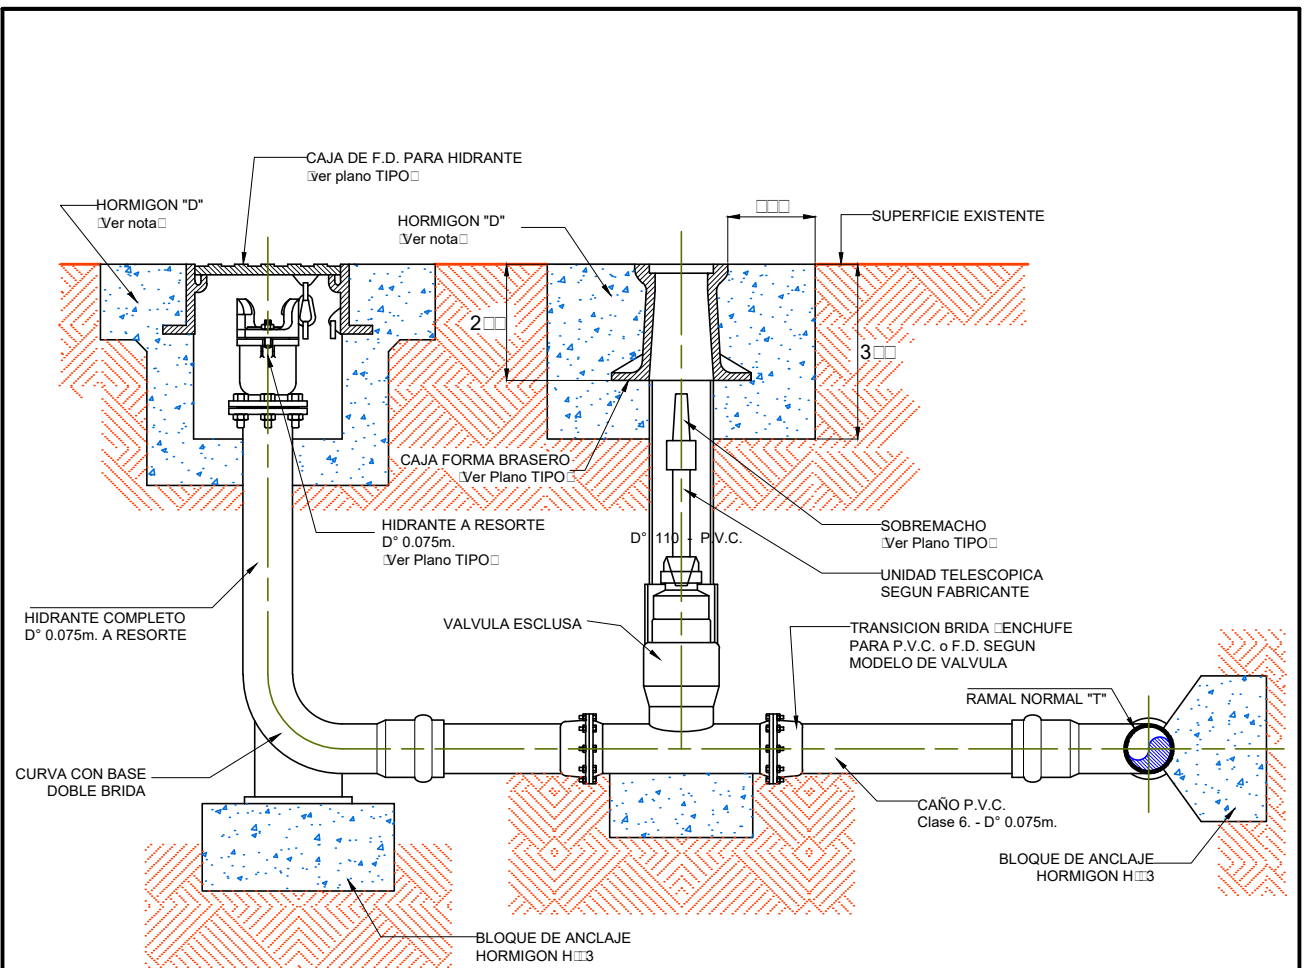 CAJA DE F.D. PARA HIDRANTE
ver plano TIPO
HORMIGON "D"
Ver nota
HORMIGON "D"
Ver nota
SUPERFICIE EXISTENTE
CAJA FORMA BRASERO
Ver Plano TIPO
HIDRANTE A RESORTE
D° 0.075m.
Ver Plano TIPO
D° 110 - P.V.C.
SOBREMACHO
Ver Plano TIPO
UNIDAD TELESCOPICA
SEGUN FABRICANTE
HIDRANTE COMPLETO
D° 0.075m. A RESORTE
VALVULA ESCLUSA
TRANSICION BRIDA ENCHUFE
PARA P.V.C. o F.D. SEGUN
MODELO DE VALVULA
RAMAL NORMAL "T"
CURVA CON BASE
DOBLE BRIDA
CAÑO P.V.C.
Clase 6. - D° 0.075m.
BLOQUE DE ANCLAJE
HORMIGON
BLOQUE DE ANCLAJE
HORMIGON